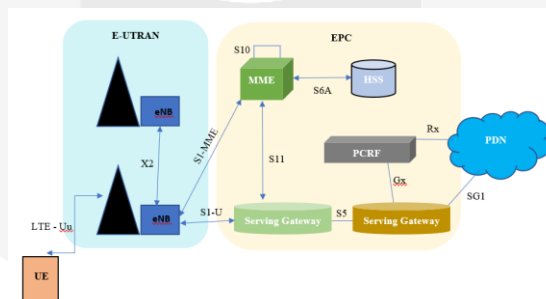 E-UTRAN
EPC
S10
MME
HSS
S6A
eNB
S1-MME
X2
S11
PCRF
Rx
PDN
Gx
SG1
eNB
S1-U
Serving Gateway
S5
Serving Gateway
LTE - Uu
UE